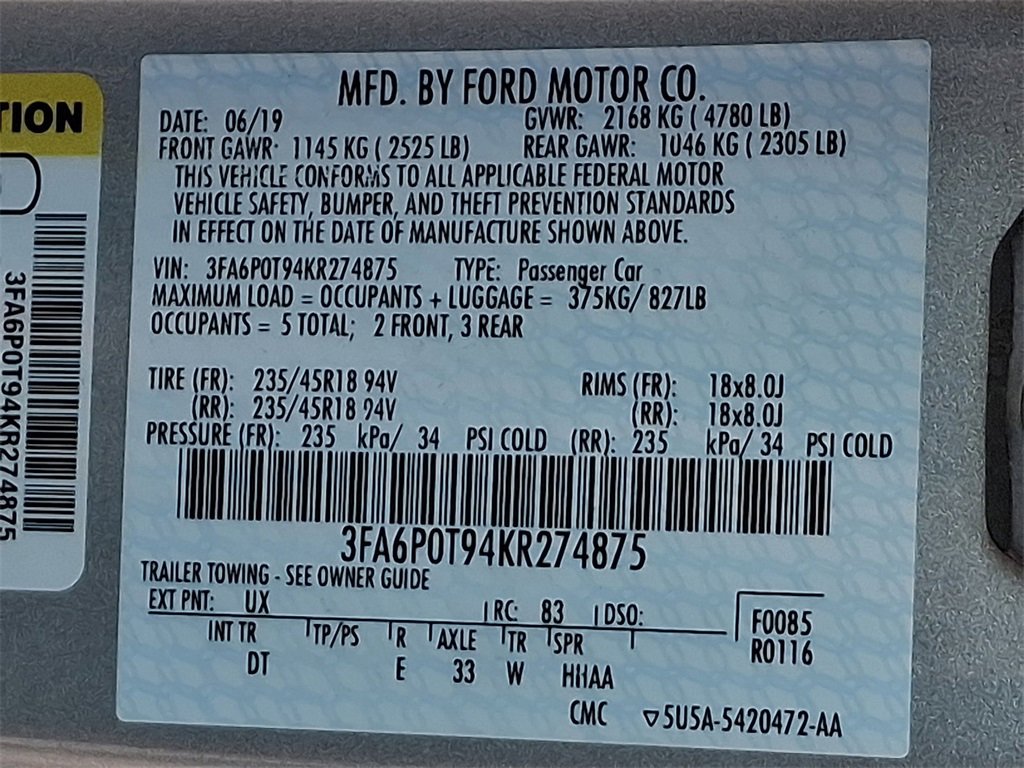 TION
3FA6P0T94KR274875
MFD. BY FORD MOTOR CO.
DATE: 06/19 GVWR: 2168 KG ( 4780 LB)
FRONT GAWR: 1145 KG ( 2525 LB) REAR GAWR: 1046 KG ( 2305 LB)
THIS VEHICLE CONFORMS TO ALL APPLICABLE FEDERAL MOTOR
VEHICLE SAFETY, BUMPER, AND THEFT PREVENTION STANDARDS
IN EFFECT ON THE DATE OF MANUFACTURE SHOWN ABOVE.
VIN: 3FA6P0T94KR274875 TYPE: Passenger Car
MAXIMUM LOAD = OCCUPANTS + LUGGAGE = 375KG/ 827LB
OCCUPANTS = 5 TOTAL; 2 FRONT, 3 REAR
TIRE (FR): 235/45R18 94V RIMS (FR): 18x8.0J
(RR): 235/45R18 94V (RR): 18x8.0J
PRESSURE (FR): 235 kPa/ 34 PSI COLD (RR): 235 kPa/ 34 PSI COLD
3FA6P0T94KR274875
TRAILER TOWING - SEE OWNER GUIDE
EXT PNT: UX RC: 83 DSO: F0085
INT TR TP/PS R AXLE TR SPR R0116
DT E 33 W HHAA
CMC 5U5A-5420472-AA